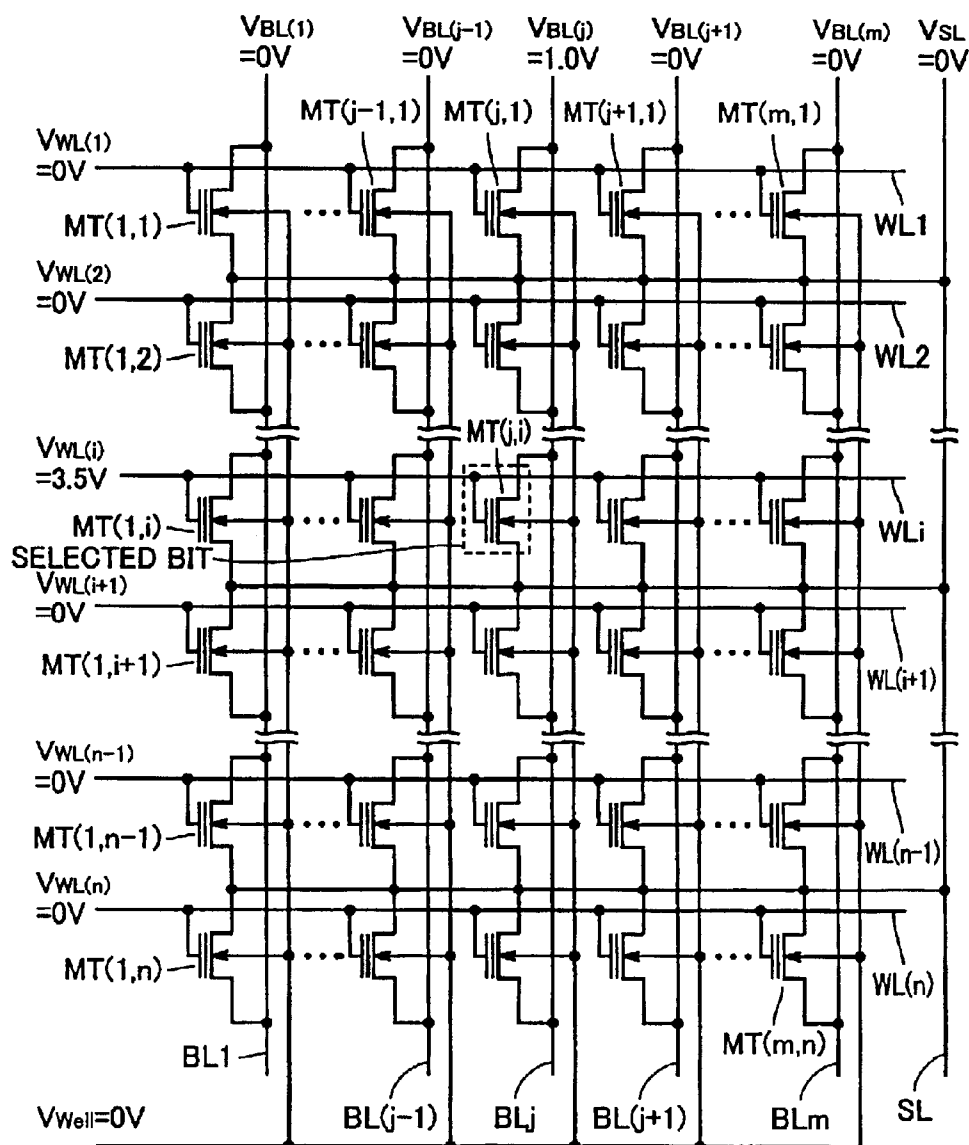 VBL(1) VBL(j−1) VBL(j) VBL(j+1) VBL(m) VSL
=0V =0V =1.0V =0V =0V =0V
MT(j−1,1) MT(j,1) MT(j+1,1) MT(m,1)
VWL(1)
=0V
MT(1,1) WL1
VWL(2)
=0V
MT(1,2) WL2
VWL(i) MT(j,i)
=3.5V
MT(1,i) WLi
SELECTED BIT
VWL(i+1)
=0V
MT(1,i+1) WL(i+1)
VWL(n−1)
=0V
MT(1,n−1) WL(n−1)
VWL(n)
=0V
MT(1,n) WL(n)
BL1 MT(m,n)
VWell=0V BL(j−1) BLj BL(j+1) BLm SL